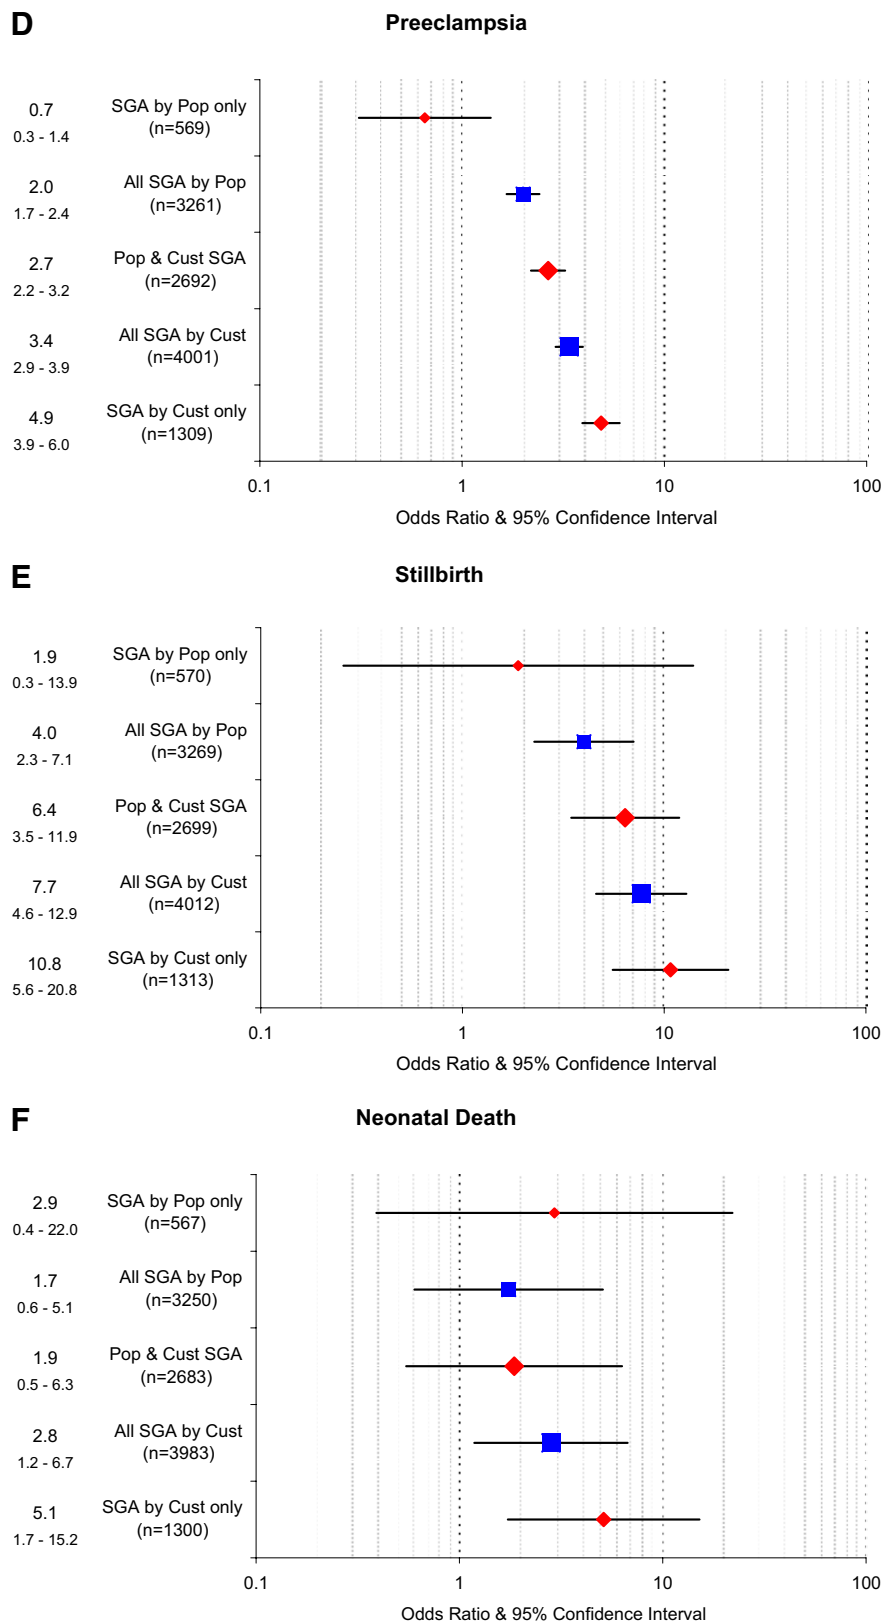 D
Preeclampsia
0.7
0.3 - 1.4
SGA by Pop only
(n=569)
2.0
1.7 - 2.4
All SGA by Pop
(n=3261)
2.7
2.2 - 3.2
Pop & Cust SGA
(n=2692)
3.4
2.9 - 3.9
All SGA by Cust
(n=4001)
4.9
3.9 - 6.0
SGA by Cust only
(n=1309)
0.1 1 10 100
Odds Ratio & 95% Confidence Interval
E
Stillbirth
1.9
0.3 - 13.9
SGA by Pop only
(n=570)
4.0
2.3 - 7.1
All SGA by Pop
(n=3269)
6.4
3.5 - 11.9
Pop & Cust SGA
(n=2699)
7.7
4.6 - 12.9
All SGA by Cust
(n=4012)
10.8
5.6 - 20.8
SGA by Cust only
(n=1313)
0.1 1 10 100
Odds Ratio & 95% Confidence Interval
F
Neonatal Death
2.9
0.4 - 22.0
SGA by Pop only
(n=567)
1.7
0.6 - 5.1
All SGA by Pop
(n=3250)
1.9
0.5 - 6.3
Pop & Cust SGA
(n=2683)
2.8
1.2 - 6.7
All SGA by Cust
(n=3983)
5.1
1.7 - 15.2
SGA by Cust only
(n=1300)
0.1 1 10 100
Odds Ratio & 95% Confidence Interval